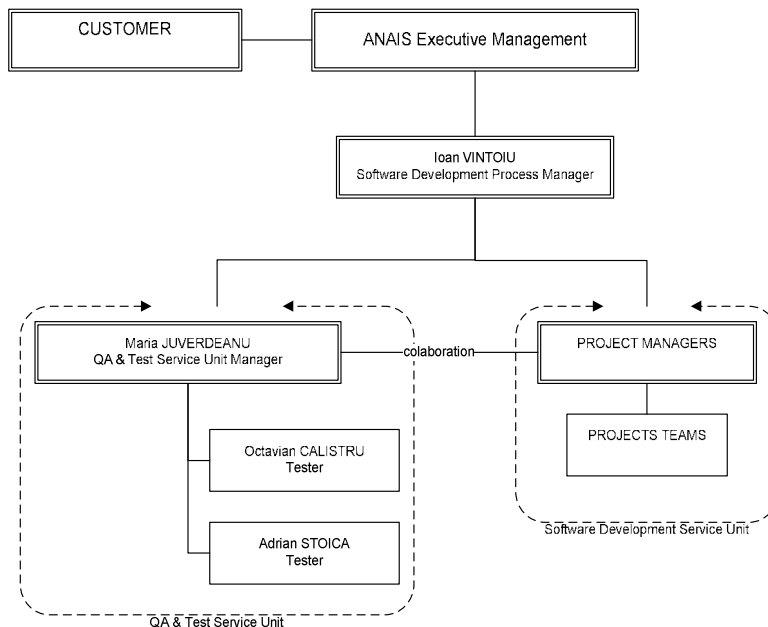 CUSTOMER
ANAIS Executive Management
Ioan VINTOIU
Software Development Process Manager
Maria JUVERDEANU
QA & Test Service Unit Manager
colaboration
PROJECT MANAGERS
Octavian CALISTRU
Tester
PROJECTS TEAMS
Adrian STOICA
Tester
Software Development Service Unit
QA & Test Service Unit